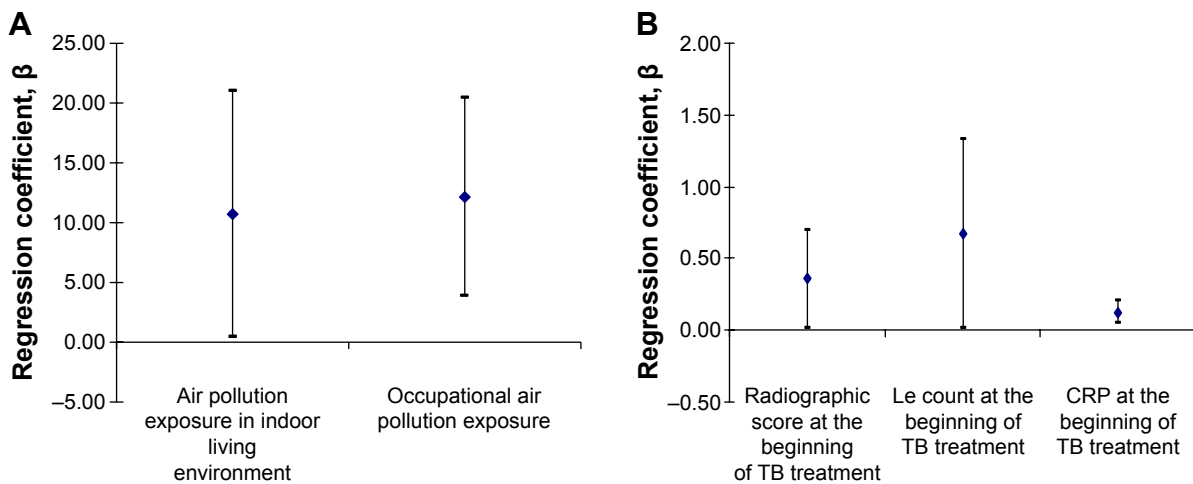 A
Regression coefficient, β
25.00
20.00
15.00
10.00
5.00
0.00
–5.00
Air pollution
exposure in indoor
living
environment
Occupational air
pollution exposure
B
Regression coefficient, β
2.00
1.50
1.00
0.50
0.00
–0.50
Radiographic
score at the
beginning
of TB treatment
Le count at the
beginning of
TB treatment
CRP at the
beginning of
TB treatment